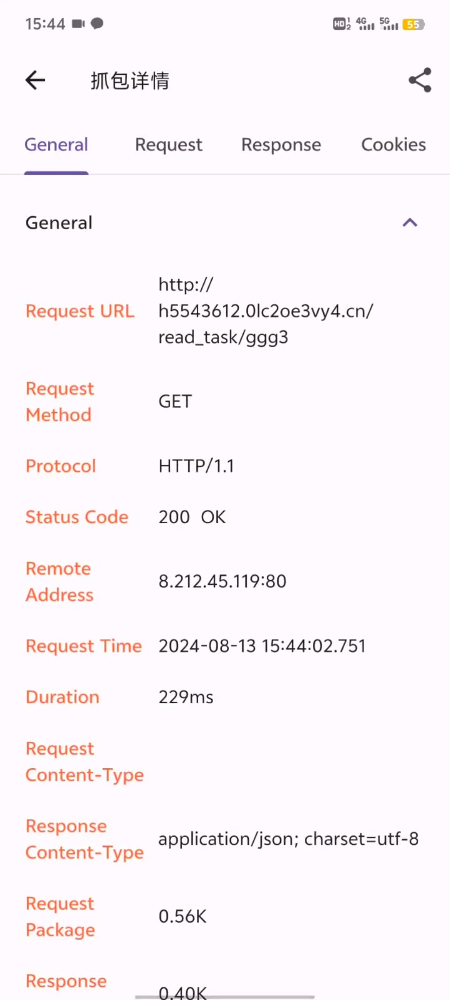 15:44 HD 1 2 4G 5G 55
抓包详情
General Request Response Cookies
General
http://
Request URL h5543612.0lc2oe3vy4.cn/
read_task/ggg3
Request
Method GET
Protocol HTTP/1.1
Status Code 200 OK
Remote
Address 8.212.45.119:80
Request Time 2024-08-13 15:44:02.751
Duration 229ms
Request
Content-Type
Response
Content-Type application/json; charset=utf-8
Request
Package 0.56K
Response
0.40K